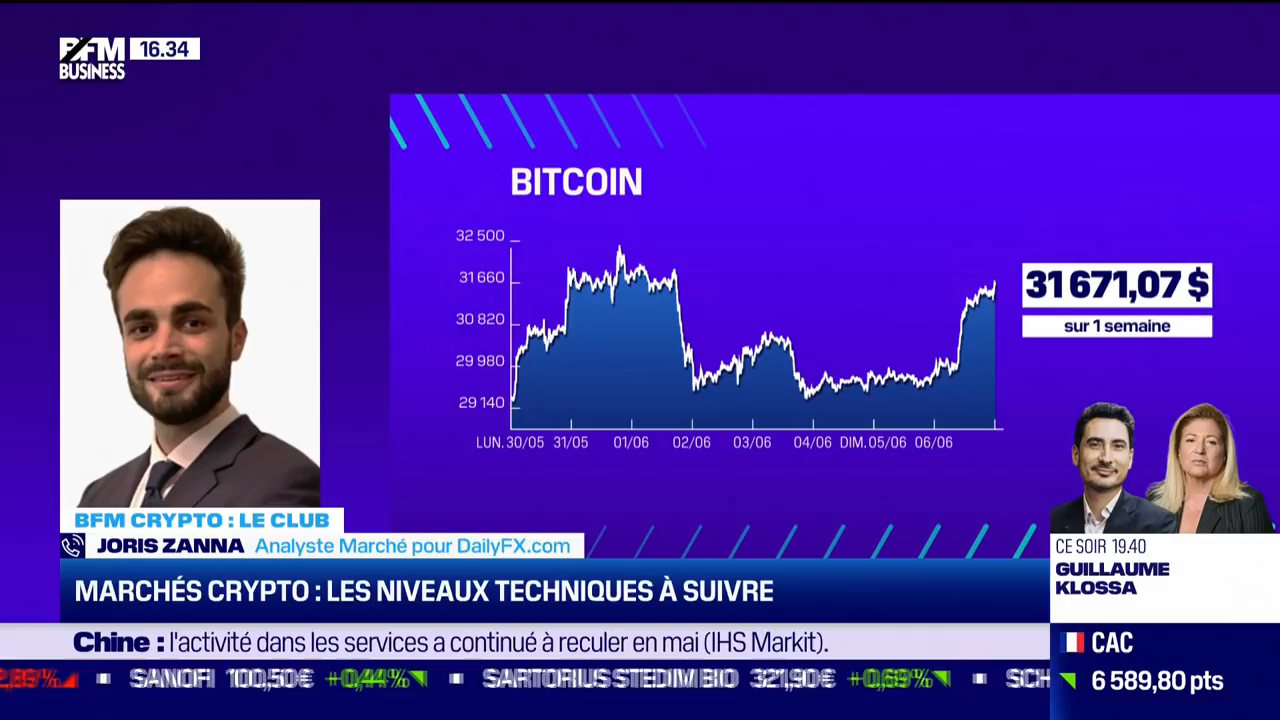 BFM
BUSINESS
16.34
BITCOIN
32 500
31 660
30 820
29 980
29 140
LUN. 30/05
31/05
01/06
02/06
03/06
04/06
DIM. 05/06
06/06
31 671,07 $
sur 1 semaine
BFM CRYPTO : LE CLUB
JORIS ZANNA Analyste Marché pour DailyFX.com
MARCHÉS CRYPTO : LES NIVEAUX TECHNIQUES À SUIVRE
CE SOIR 19.40
GUILLAUME
KLOSSA
Chine : l'activité dans les services a continué à reculer en mai (IHS Markit).
CAC
6 589,80 pts
SANOFI 100,50€ +0,44% SARTORIUS STEDIM BIO 321,90€ +0,69% SCH